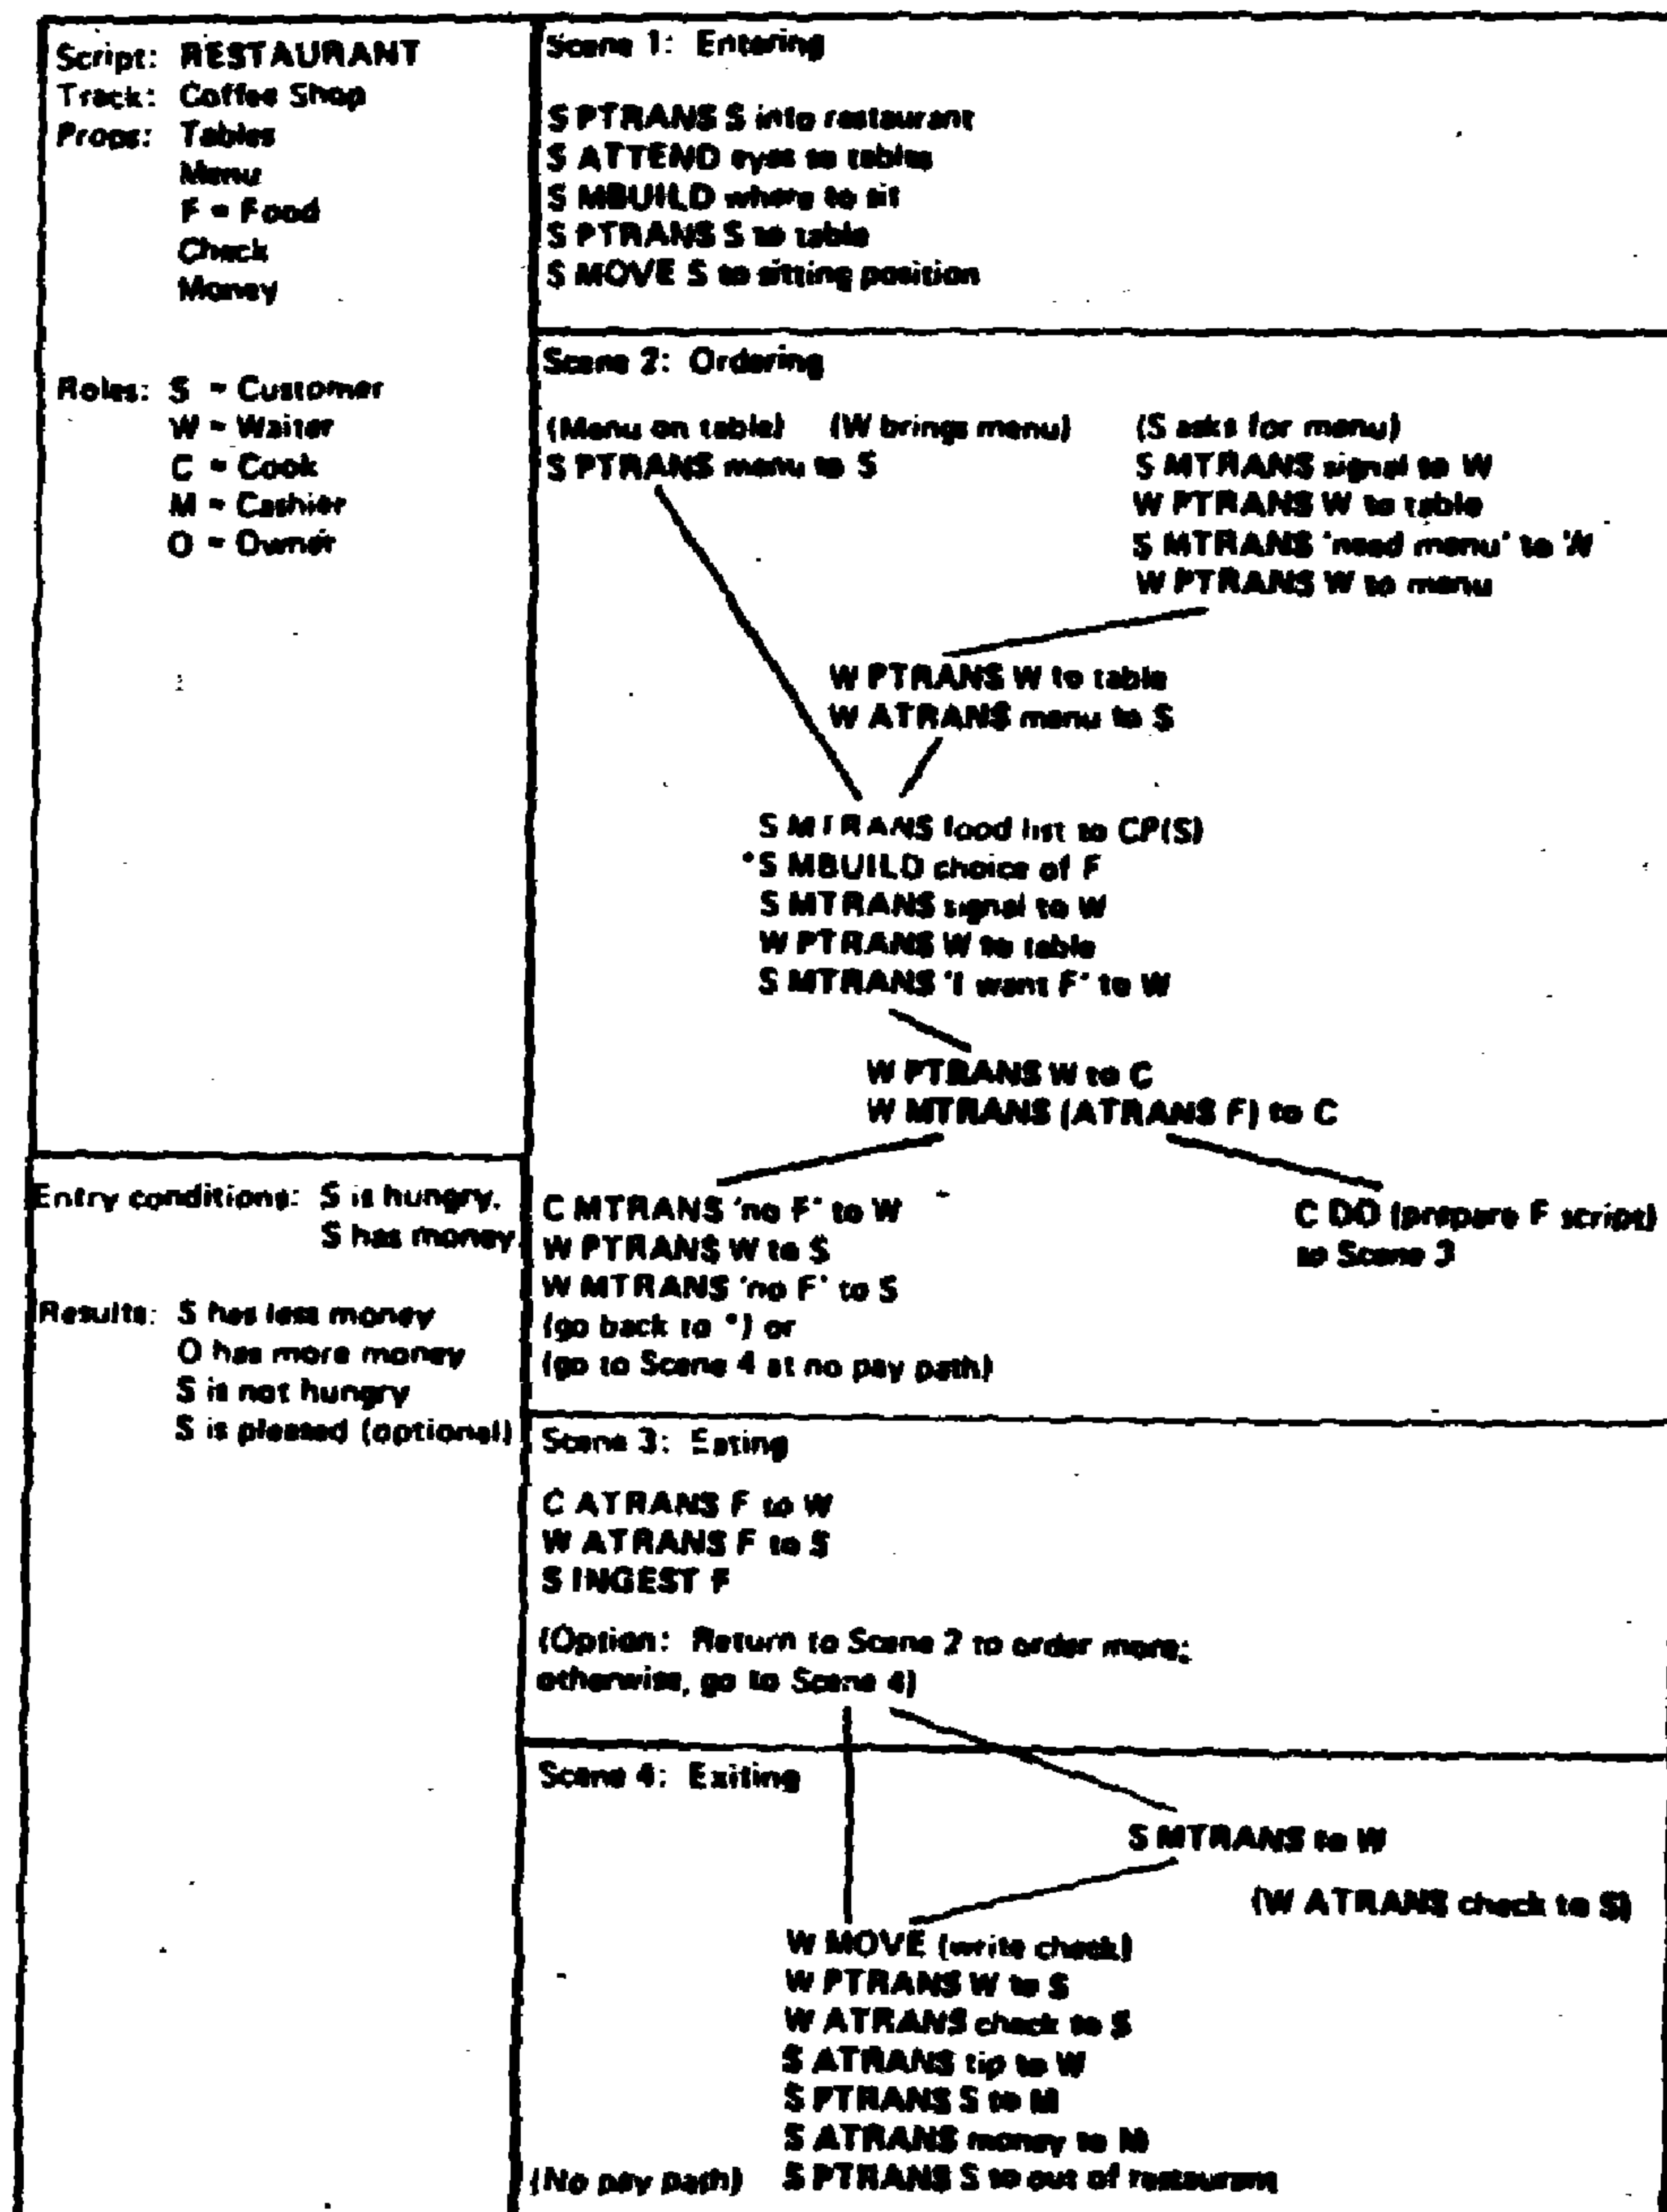 Script: RESTAURANT
Track: Coffee Shop
Props: Tables
Menu
F = Food
Check
Money
Roles: S = Customer
W = Waiter
C = Cook
M = Cashier
O = Owner
Entry conditions: S is hungry.
S has money.
Results: S has less money
O has more money
S is not hungry
S is pleased (optional)
Scene 1: Entering
S PTRANS S into restaurant
S ATTEND eyes to tables
S MBUILD where to sit
S PTRANS S to table
S MOVE S to sitting position
Scene 2: Ordering
(Menu on table) (W brings menu) (S asks for menu)
S PTRANS menu to S
S MTRANS signal to W
W PTRANS W to table
S MTRANS 'need menu' to W
W PTRANS W to menu
W PTRANS W to table
W ATRANS menu to S
S MTRANS food list to CP(S)
*S MBUILD choice of F
S MTRANS signal to W
W PTRANS W to table
S MTRANS 'I want F' to W
W PTRANS W to C
W MTRANS (ATRANS F) to C
C MTRANS 'no F' to W
W PTRANS W to S
W MTRANS 'no F' to S
(go back to *) or
(go to Scene 4 at no pay path)
C DO (prepare F script)
to Scene 3
Scene 3: Eating
C ATRANS F to W
W ATRANS F to S
S INGEST F
(Option: Return to Scene 2 to order more;
otherwise, go to Scene 4)
Scene 4: Exiting
S MTRANS to W
(W ATRANS check to S)
W MOVE (write check)
W PTRANS W to S
W ATRANS check to S
S ATRANS tip to W
S PTRANS S to M
S ATRANS money to M
(No pay path) S PTRANS S to out of restaurant